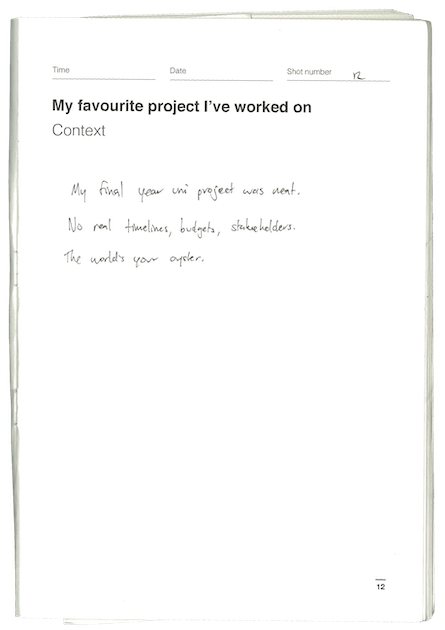 Time Date Shot number 12
My favourite project I've worked on
Context
My final year uni project was neat.
No real timelines, budgets, stakeholders.
The world's your oyster.
12